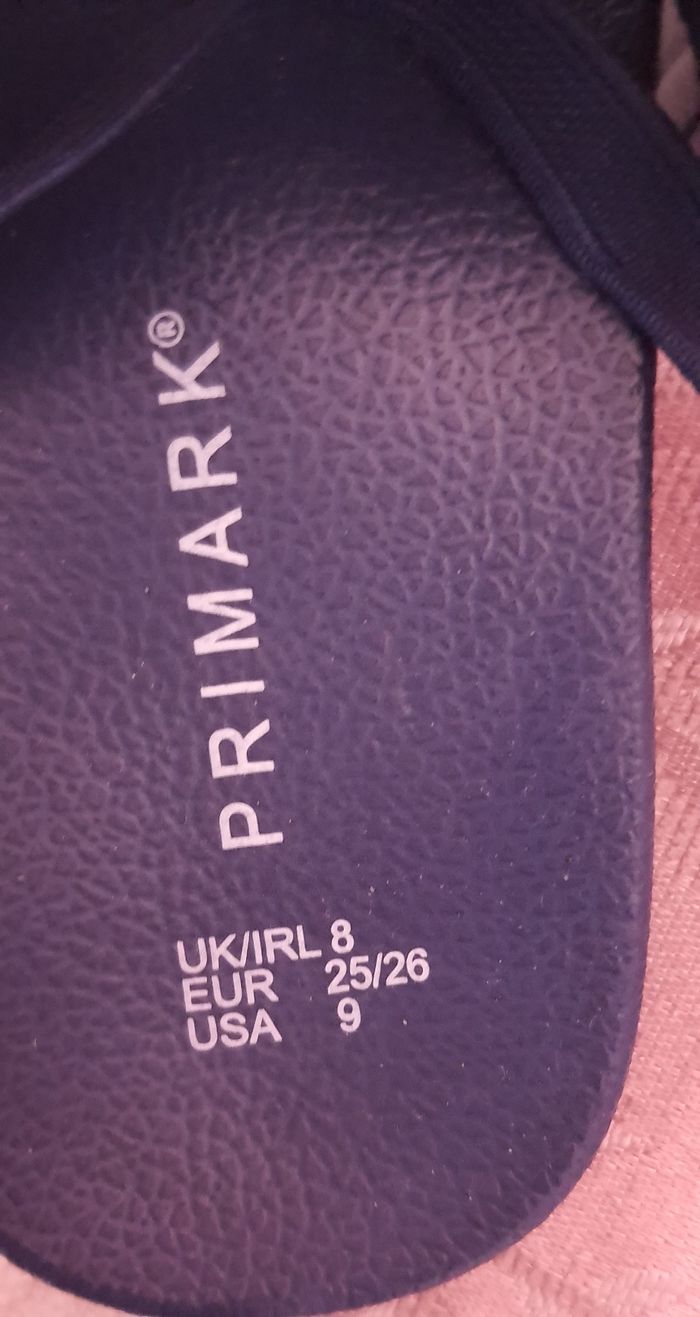 PRIMARK®
UK/IRL 8
EUR 25/26
USA 9